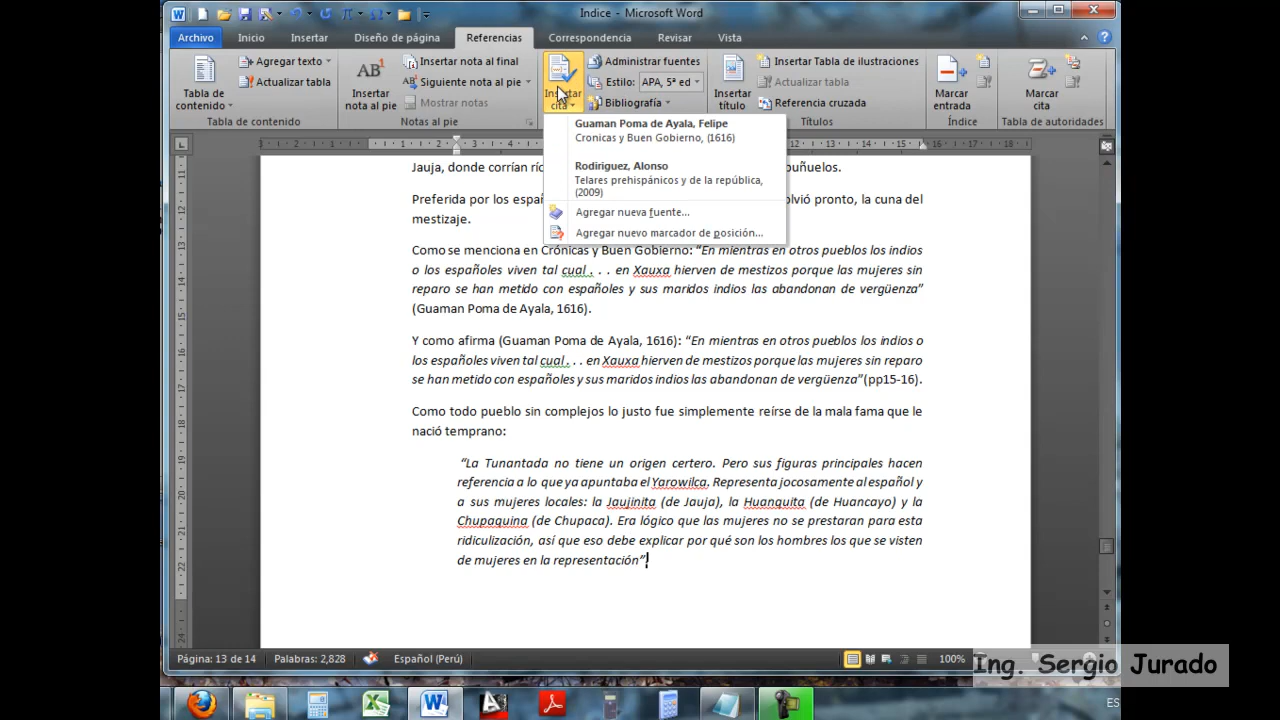 Indice - Microsoft Word
Archivo Inicio Insertar Diseño de página Referencias Correspondencia Revisar Vista
Tabla de contenido
Agregar texto
Actualizar tabla
Tabla de contenido
Insertar nota al pie
Insertar nota al final
Siguiente nota al pie
Mostrar notas
Notas al pie
Insertar cita
Administrar fuentes
Estilo: APA, 5ª ed
Bibliografía
Insertar título
Insertar Tabla de ilustraciones
Actualizar tabla
Referencia cruzada
Títulos
Marcar entrada
Índice
Marcar cita
Tabla de autoridades
Guaman Poma de Ayala, Felipe
Cronicas y Buen Gobierno, (1616)
Rodiriguez, Alonso
Telares prehispánicos y de la república,
(2009)
Agregar nueva fuente...
Agregar nuevo marcador de posición...
Jauja, donde corrían río
buñuelos.
Preferida por los españ
olvió pronto, la cuna del
mestizaje.
Como se menciona en Crónicas y Buen Gobierno: “En mientras en otros pueblos los indios
o los españoles viven tal cual . . . en Xauxa hierven de mestizos porque las mujeres sin
reparo se han metido con españoles y sus maridos indios las abandonan de vergüenza”
(Guaman Poma de Ayala, 1616).
Y como afirma (Guaman Poma de Ayala, 1616): “En mientras en otros pueblos los indios o
los españoles viven tal cual . . . en Xauxa hierven de mestizos porque las mujeres sin reparo
se han metido con españoles y sus maridos indios las abandonan de vergüenza”(pp15-16).
Como todo pueblo sin complejos lo justo fue simplemente reírse de la mala fama que le
nació temprano:
“La Tunantada no tiene un origen certero. Pero sus figuras principales hacen
referencia a lo que ya apuntaba el Yarowilca. Representa jocosamente al español y
a sus mujeres locales: la Jaujinita (de Jauja), la Huanquita (de Huancayo) y la
Chupaquina (de Chupaca). Era lógico que las mujeres no se prestaran para esta
ridiculización, así que eso debe explicar por qué son los hombres los que se visten
de mujeres en la representación”
Página: 13 de 14 Palabras: 2,828 Español (Perú) 100%
Ing. Sergio Jurado
ES